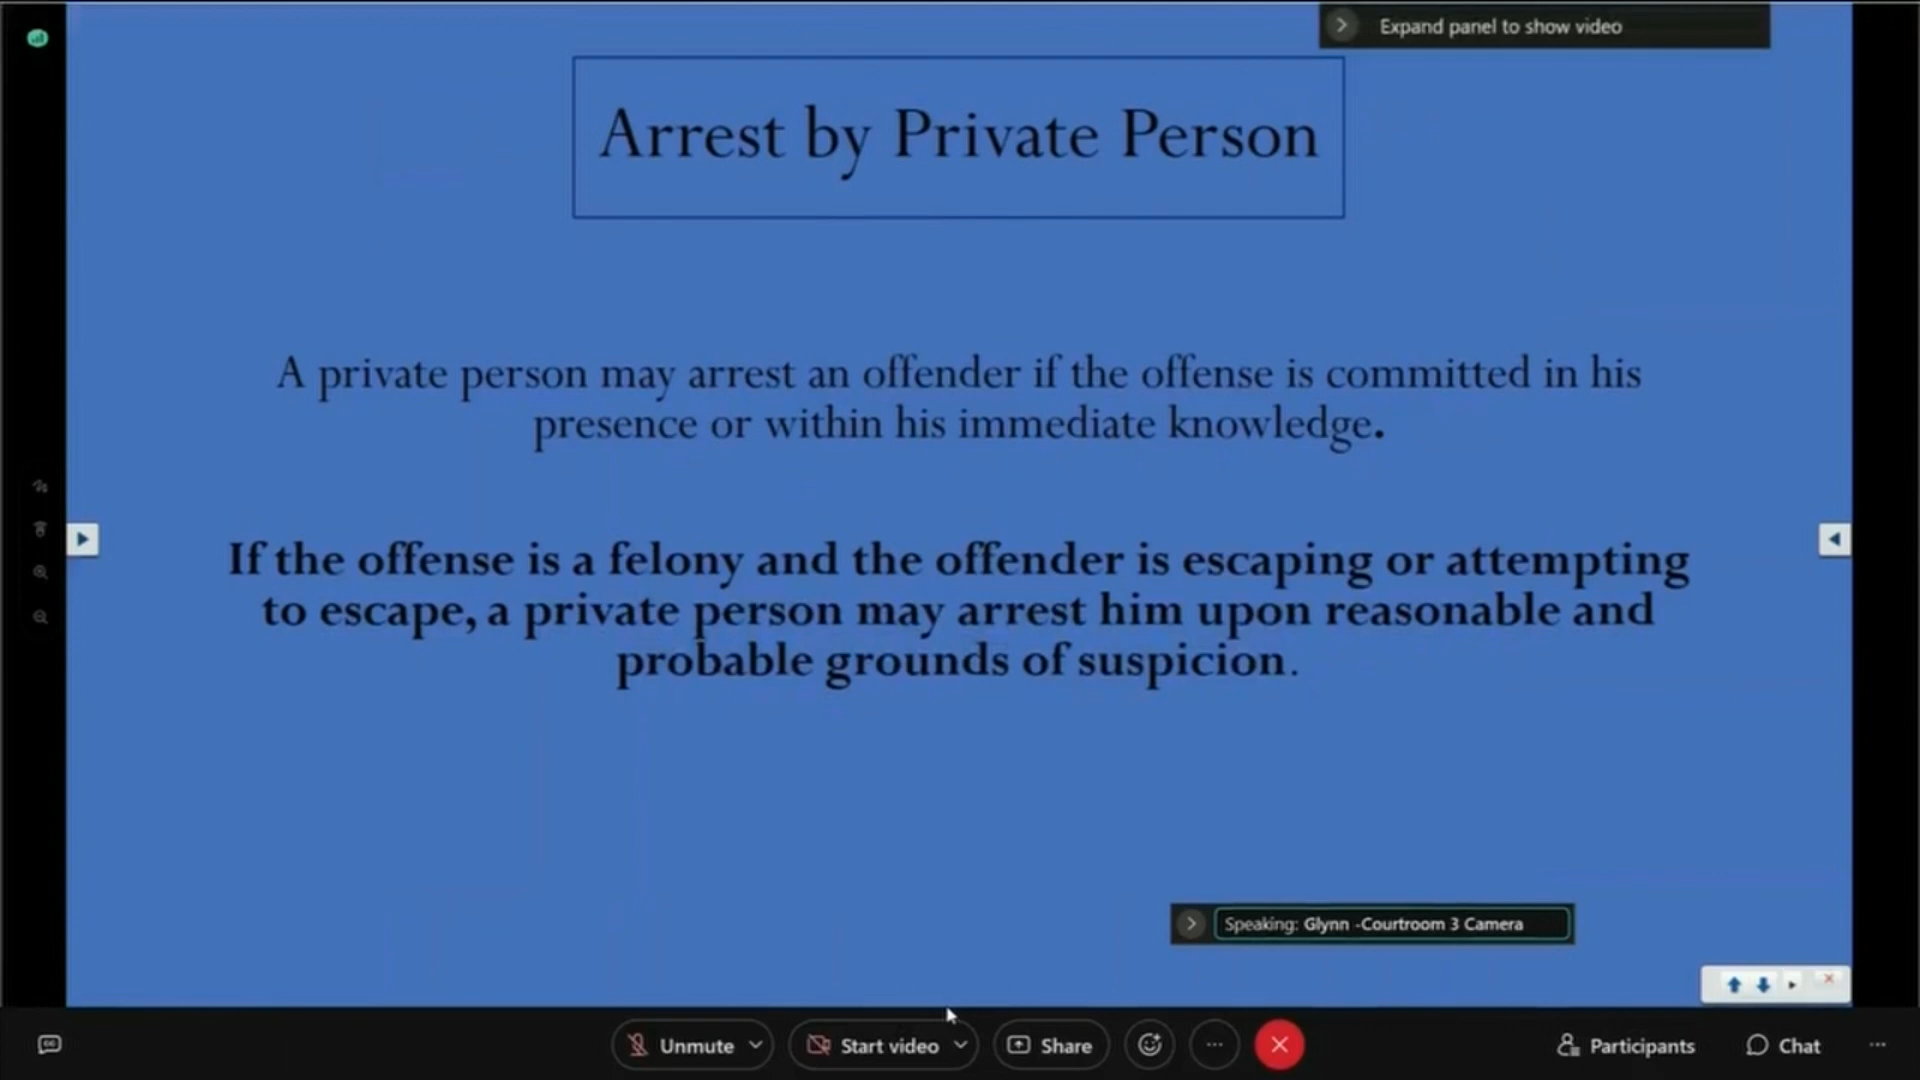 Expand panel to show video
Arrest by Private Person
A private person may arrest an offender if the offense is committed in his
presence or within his immediate knowledge.
If the offense is a felony and the offender is escaping or attempting
to escape, a private person may arrest him upon reasonable and
probable grounds of suspicion.
Speaking: Glynn -Courtroom 3 Camera
Unmute
Start video
Share
Participants
Chat